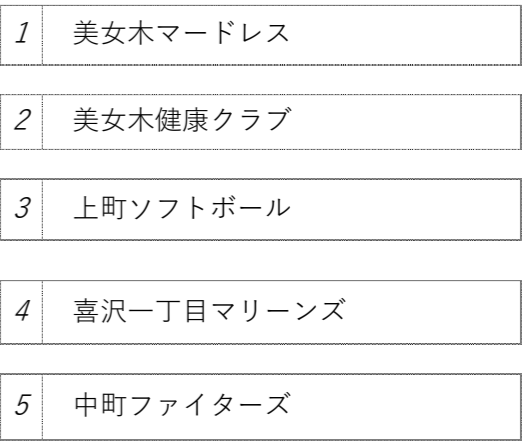 1 美女木マードレス
2 美女木健康クラブ
3 上町ソフトボール
4 喜沢一丁目マリーンズ
5 中町ファイターズ